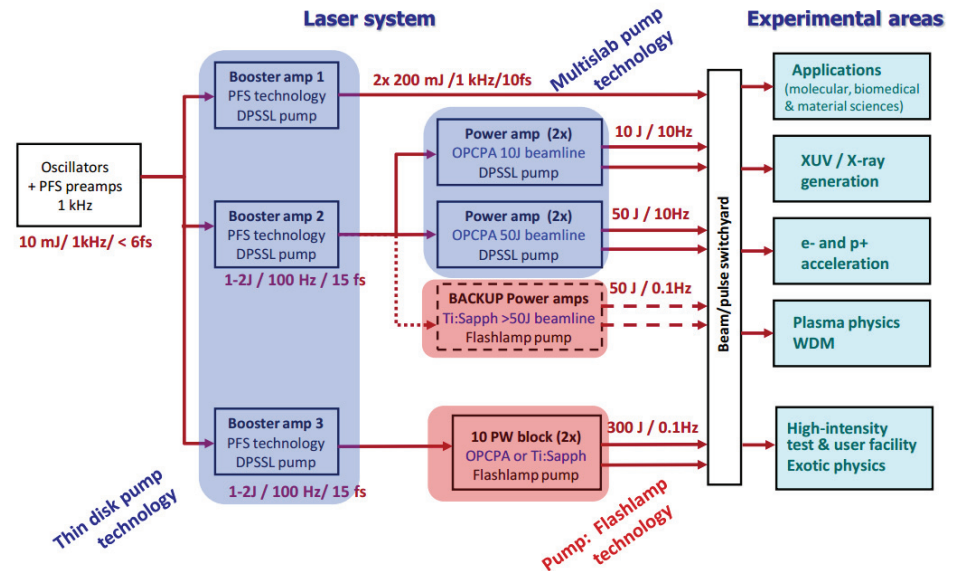 Laser system
Experimental areas
Oscillators
+ PFS preamps
1 kHz
10 mJ/ 1kHz/ < 6fs
Booster amp 1
PFS technology
DPSSL pump
2x 200 mJ /1 kHz/10fs
Multislab pump
technology
Booster amp 2
PFS technology
DPSSL pump
1-2J / 100 Hz / 15 fs
Power amp (2x)
OPCPA 10J beamline
DPSSL pump
10 J / 10Hz
Power amp (2x)
OPCPA 50J beamline
DPSSL pump
50 J / 10Hz
BACKUP Power amps
Ti:Sapph >50J beamline
Flashlamp pump
50 J / 0.1Hz
Booster amp 3
PFS technology
DPSSL pump
1-2J / 100 Hz/ 15 fs
Thin disk pump
technology
10 PW block (2x)
OPCPA or Ti:Sapph
Flashlamp pump
300 J / 0.1Hz
Pump: Flashlamp
technology
Beam/pulse switchyard
Applications
(molecular, biomedical
& material sciences)
XUV / X-ray
generation
e- and p+
acceleration
Plasma physics
WDM
High-intensity
test & user facility
Exotic physics